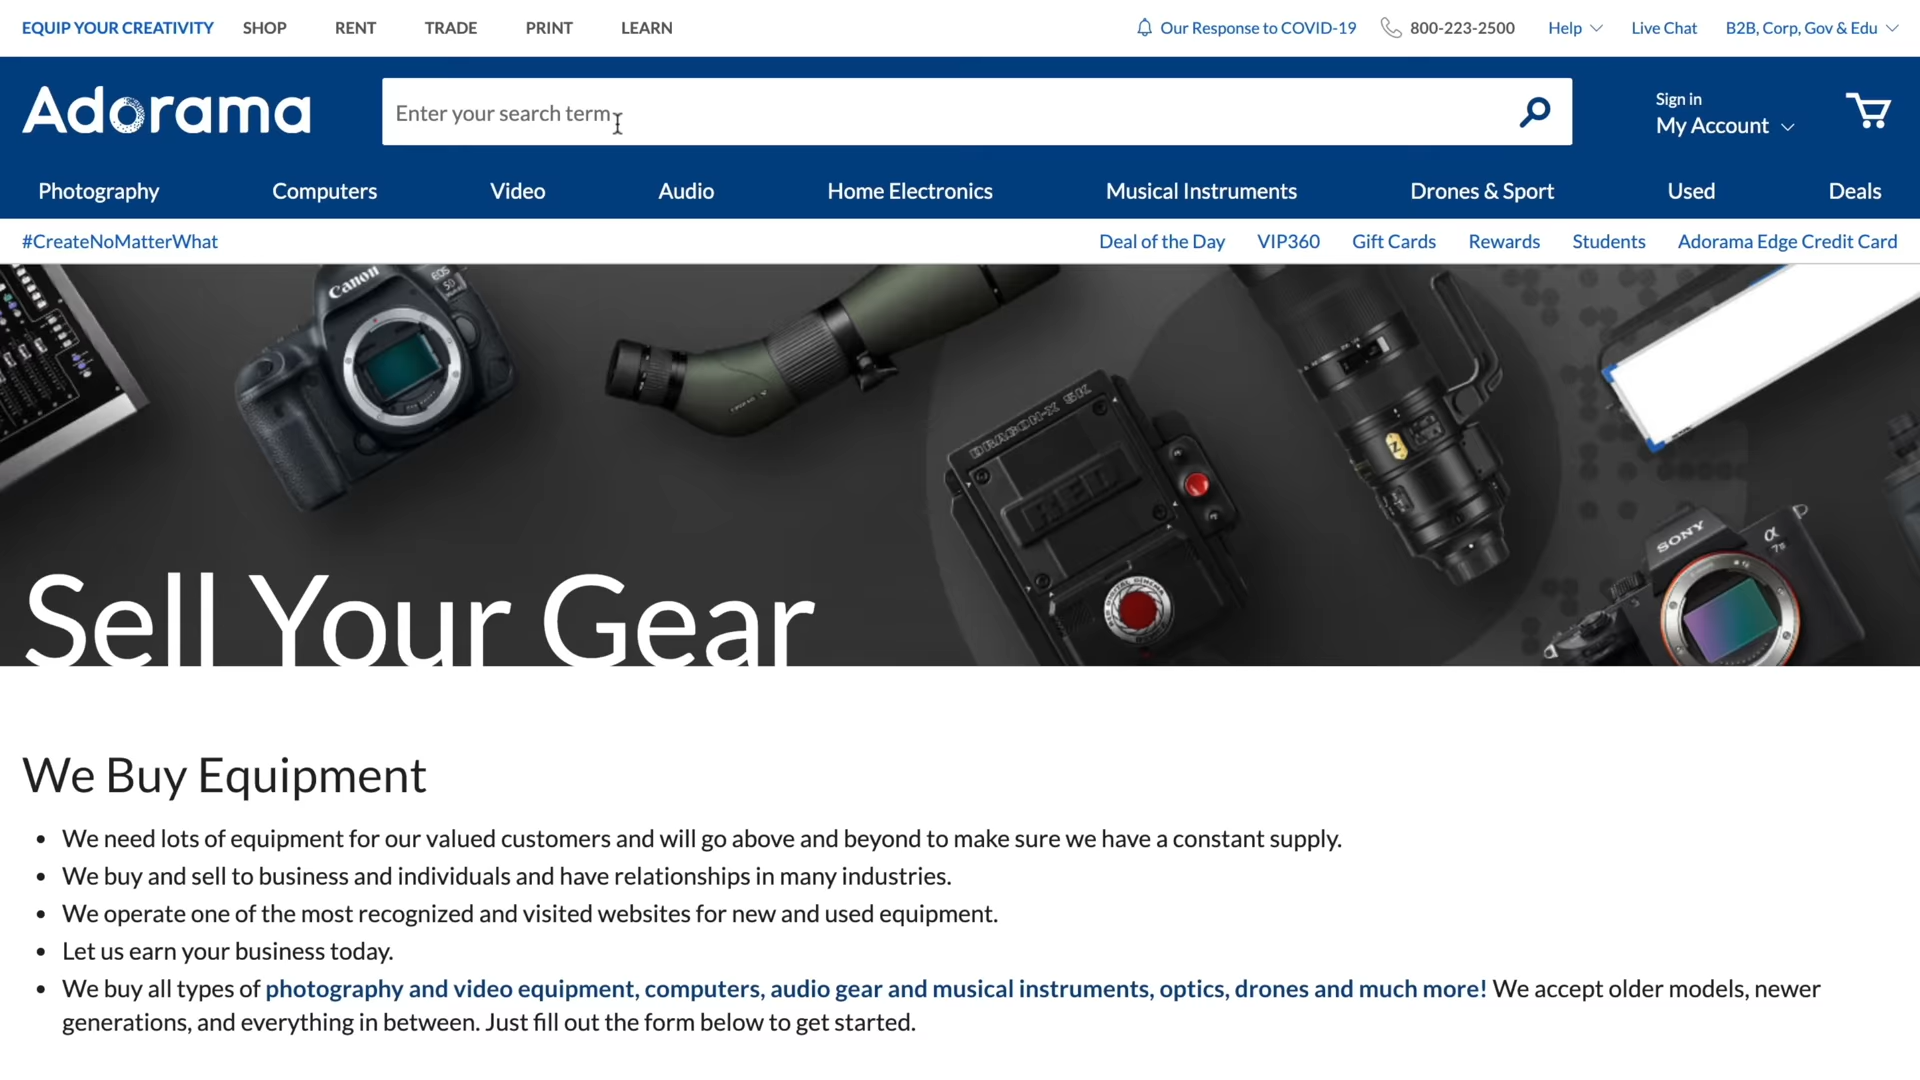 EQUIP YOUR CREATIVITY SHOP RENT TRADE PRINT LEARN Our Response to COVID-19 800-223-2500 Help Live Chat B2B, Corp, Gov & Edu
Adorama Enter your search term Sign in
My Account
Photography Computers Video Audio Home Electronics Musical Instruments Drones & Sport Used Deals
#CreateNoMatterWhat Deal of the Day VIP360 Gift Cards Rewards Students Adorama Edge Credit Card
Canon
EOS
5D
DRAGON-X 5K
RED
Z
SONY
α
7II
Sell Your Gear
We Buy Equipment
• We need lots of equipment for our valued customers and will go above and beyond to make sure we have a constant supply.
• We buy and sell to business and individuals and have relationships in many industries.
• We operate one of the most recognized and visited websites for new and used equipment.
• Let us earn your business today.
• We buy all types of photography and video equipment, computers, audio gear and musical instruments, optics, drones and much more! We accept older models, newer
generations, and everything in between. Just fill out the form below to get started.